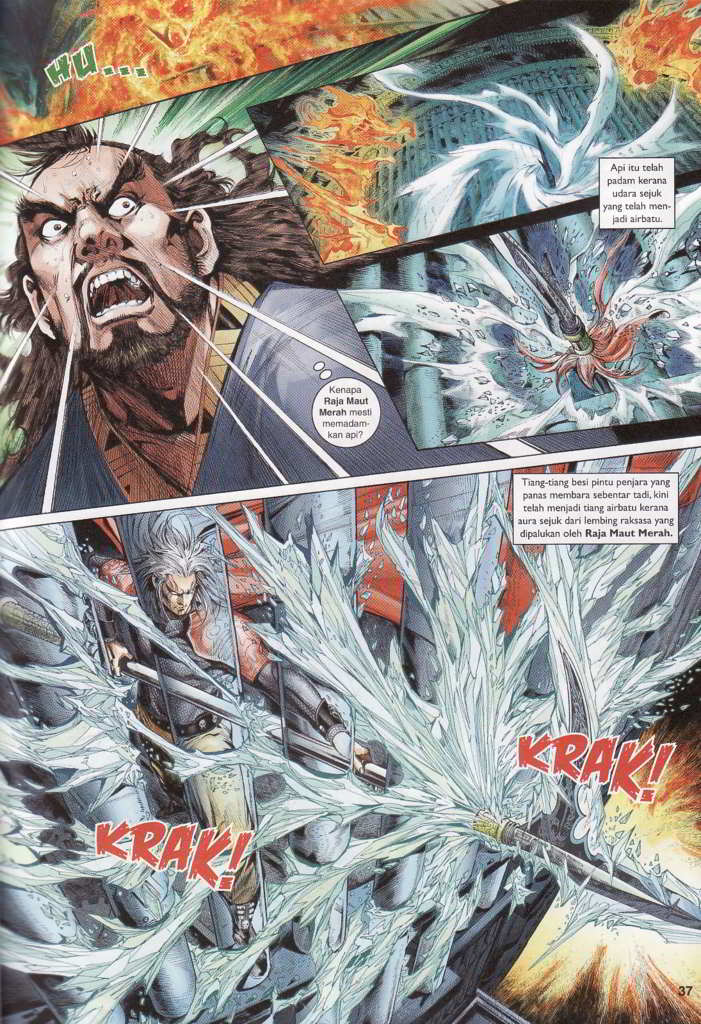 HU...
Api itu telah
padam kerana
udara sejuk
yang telah men-
jadi airbatu.
Kenapa
Raja Maut
Merah mesti
memadam-
kan api?
Tiang-tiang besi pintu penjara yang
panas membara sebentar tadi, kini
telah menjadi tiang airbatu kerana
aura sejuk dari lembing raksasa yang
dipalukan oleh Raja Maut Merah.
KRAK!
KRAK!
37